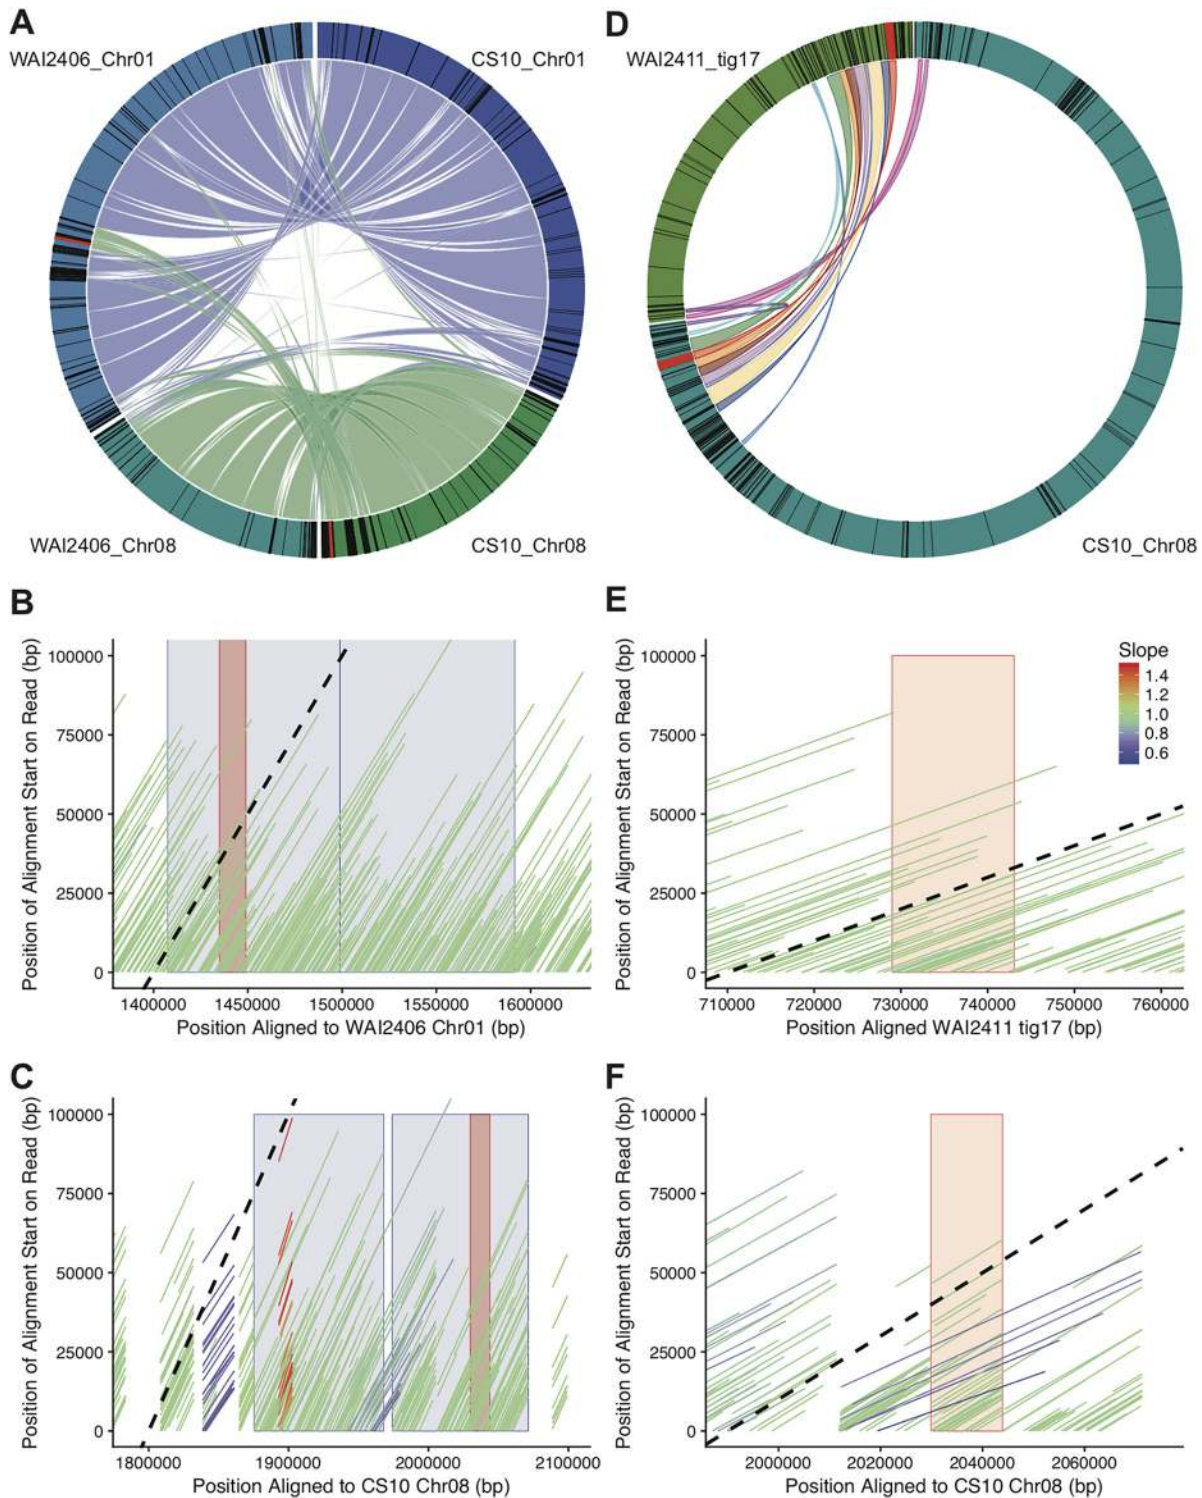 A
WAI2406_Chr01
CS10_Chr01
WAI2406_Chr08
CS10_Chr08
D
WAI2411_tig17
CS10_Chr08
B
Position of Alignment Start on Read (bp)
100000
75000
50000
25000
0
1400000 1450000 1500000 1550000 1600000
Position Aligned to WAI2406 Chr01 (bp)
E
Position of Alignment Start on Read (bp)
100000
75000
50000
25000
0
Slope
1.4
1.2
1.0
0.8
0.6
710000 720000 730000 740000 750000 760000
Position Aligned WAI2411 tig17 (bp)
C
Position of Alignment Start on Read (bp)
100000
75000
50000
25000
0
1800000 1900000 2000000 2100000
Position Aligned to CS10 Chr08 (bp)
F
Position of Alignment Start on Read (bp)
100000
75000
50000
25000
0
2000000 2020000 2040000 2060000
Position Aligned to CS10 Chr08 (bp)